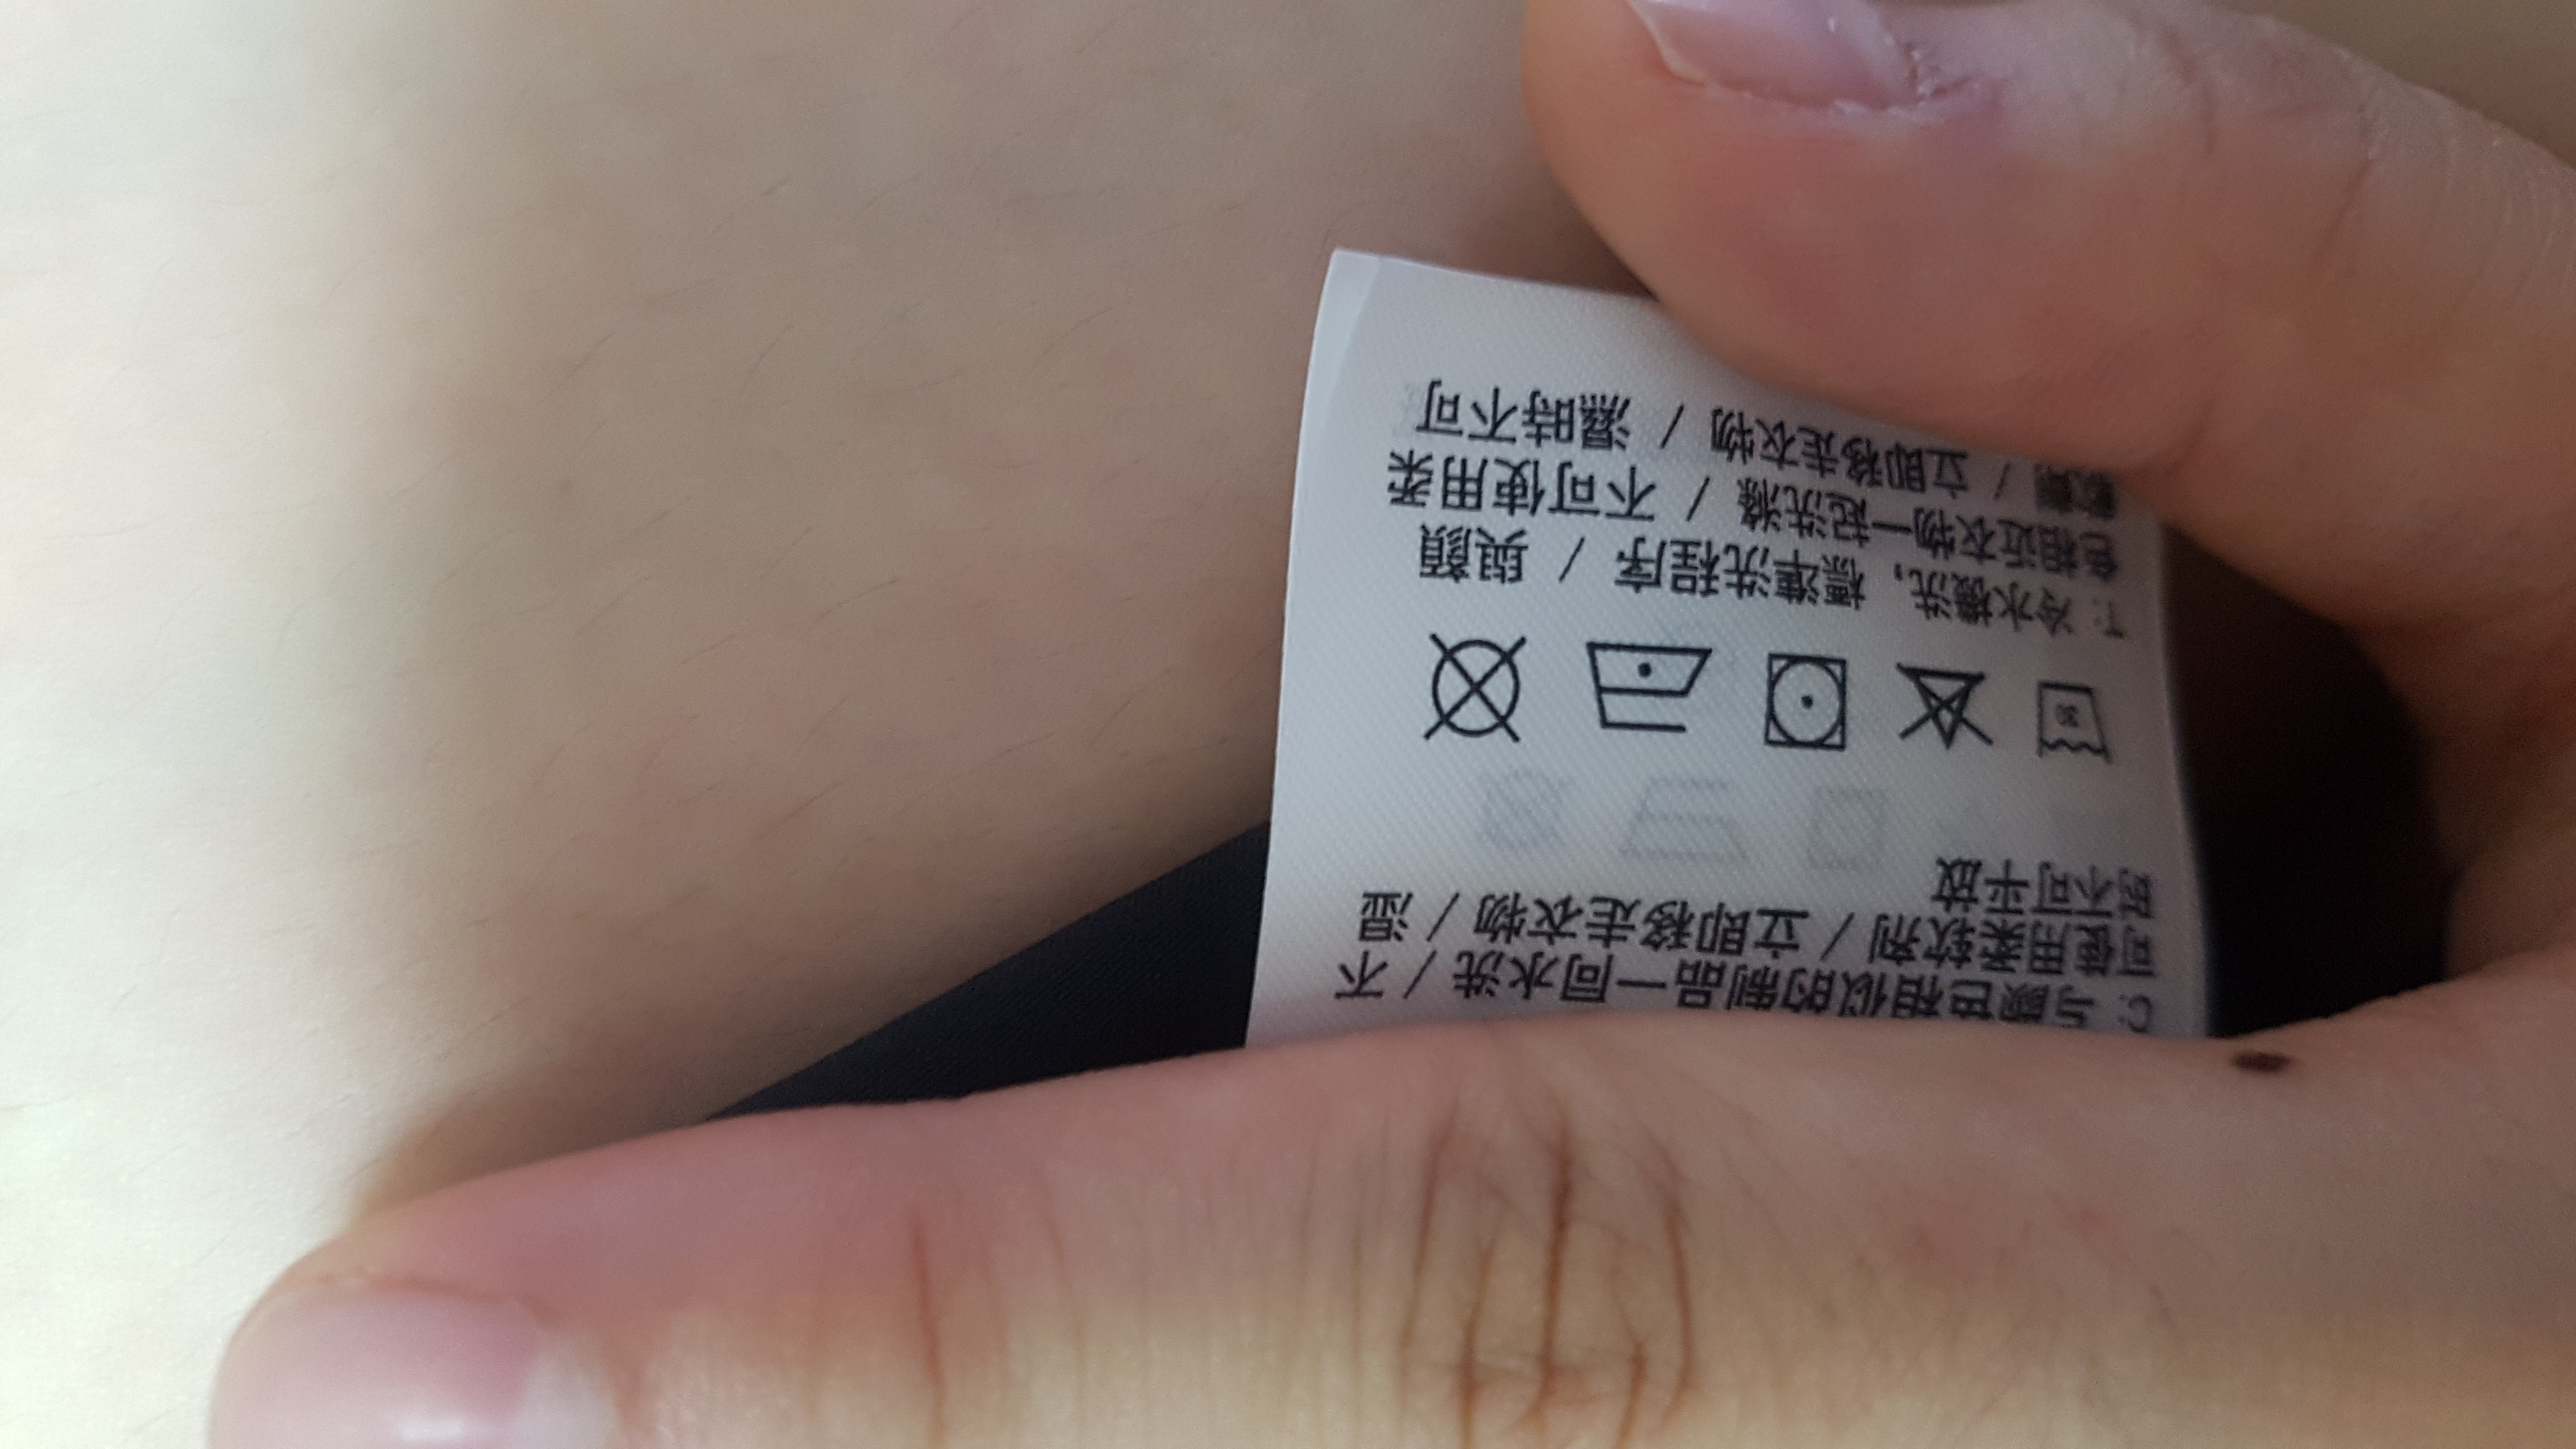 C: 与颜色相似的制品一同水洗 / 不
可使用柔软剂 / 立即移走衣物 / 湿
时不可平放
30
T: 冷水機洗，標準洗程序 / 與顏
色相近衣物一起洗滌 / 不可使用柔
軟劑 / 立即移走衣物 / 濕時不可